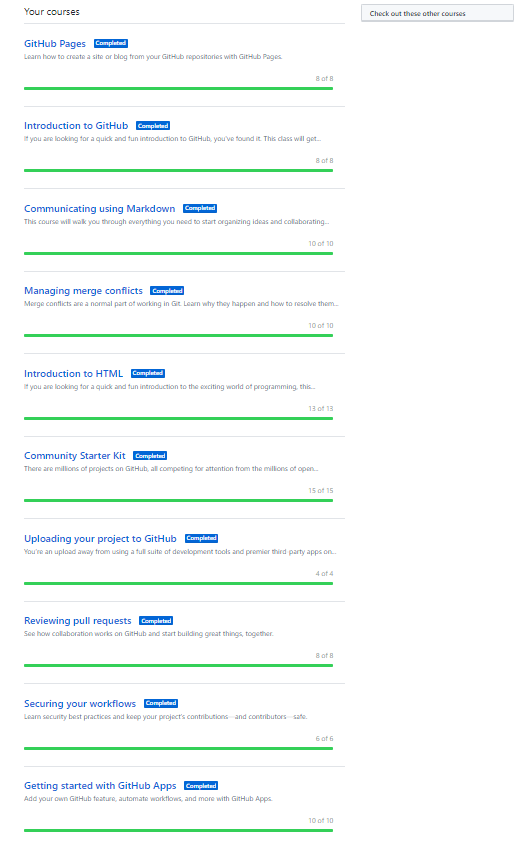 Your courses
Check out these other courses
GitHub Pages Completed
Learn how to create a site or blog from your GitHub repositories with GitHub Pages.
8 of 8
Introduction to GitHub Completed
If you are looking for a quick and fun introduction to GitHub, you've found it. This class will get...
8 of 8
Communicating using Markdown Completed
This course will walk you through everything you need to start organizing ideas and collaborating...
10 of 10
Managing merge conflicts Completed
Merge conflicts are a normal part of working in Git. Learn why they happen and how to resolve them...
10 of 10
Introduction to HTML Completed
If you are looking for a quick and fun introduction to the exciting world of programming, this...
13 of 13
Community Starter Kit Completed
There are millions of projects on GitHub, all competing for attention from the millions of open...
15 of 15
Uploading your project to GitHub Completed
You're an upload away from using a full suite of development tools and premier third-party apps on...
4 of 4
Reviewing pull requests Completed
See how collaboration works on GitHub and start building great things, together.
8 of 8
Securing your workflows Completed
Learn security best practices and keep your project's contributions—and contributors—safe.
6 of 6
Getting started with GitHub Apps Completed
Add your own GitHub feature, automate workflows, and more with GitHub Apps.
10 of 10